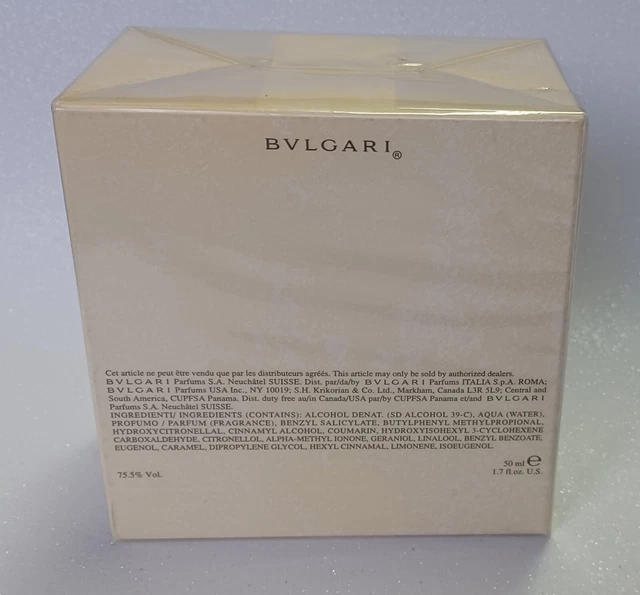 BVLGARI®
Cet article ne peut être vendu que par les distributeurs agréés. This article may only be sold by authorized dealers.
BVLGARI Parfums S.A. Neuchâtel SUISSE. Dist. par/da/by BVLGARI Parfums ITALIA S.p.A. ROMA;
BVLGARI Parfums USA Inc., NY 10019; S.H. Krikorian & Co. Ltd., Markham, Canada L3R 5L9; Central and
South America, CUPFSA Panama. Dist. duty free au/in Canada/USA par/by CUPFSA Panama et/and BVLGARI
Parfums S.A. Neuchâtel SUISSE.
INGREDIENTI/ INGREDIENTS (CONTAINS): ALCOHOL DENAT. (SD ALCOHOL 39-C), AQUA (WATER),
PROFUMO / PARFUM (FRAGRANCE), BENZYL SALICYLATE, BUTYLPHENYL METHYLPROPIONAL,
HYDROXYCITRONELLAL, CINNAMYL ALCOHOL, COUMARIN, HYDROXYISOHEXYL 3-CYCLOHEXENE
CARBOXALDEHYDE, CITRONELLOL, ALPHA-METHYL IONONE, GERANIOL, LINALOOL, BENZYL BENZOATE,
EUGENOL, CARAMEL, DIPROPYLENE GLYCOL, HEXYL CINNAMAL, LIMONENE, ISOEUGENOL.
75.5% Vol.
50 ml ℮
1.7 fl.oz. U.S.